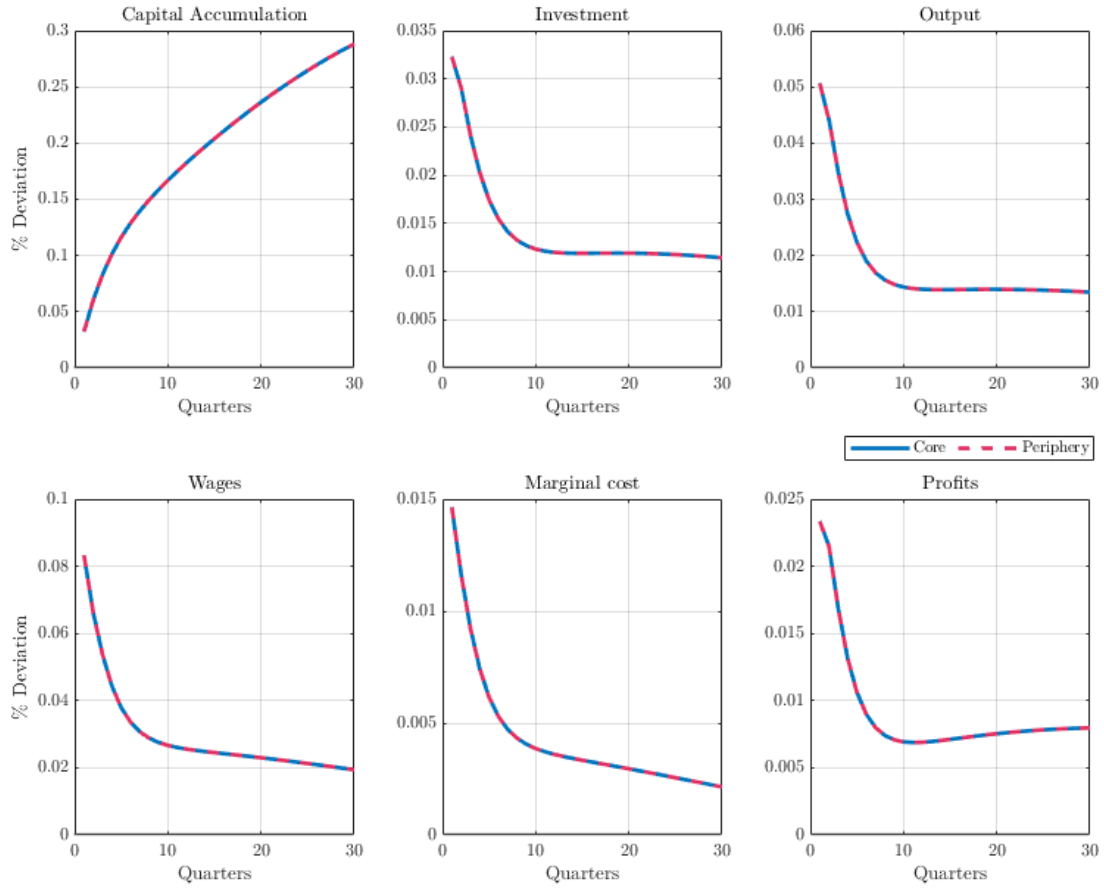 Capital Accumulation
Investment
Output
0.3
0.25
0.2
0.15
0.1
0.05
0
0.035
0.03
0.025
0.02
0.015
0.01
0.005
0
0.06
0.05
0.04
0.03
0.02
0.01
0
% Deviation
0 10 20 30
0 10 20 30
0 10 20 30
Quarters
Quarters
Quarters
Core Periphery
Wages
Marginal cost
Profits
0.1
0.08
0.06
0.04
0.02
0
0.015
0.01
0.005
0
0.025
0.02
0.015
0.01
0.005
0
% Deviation
0 10 20 30
0 10 20 30
0 10 20 30
Quarters
Quarters
Quarters